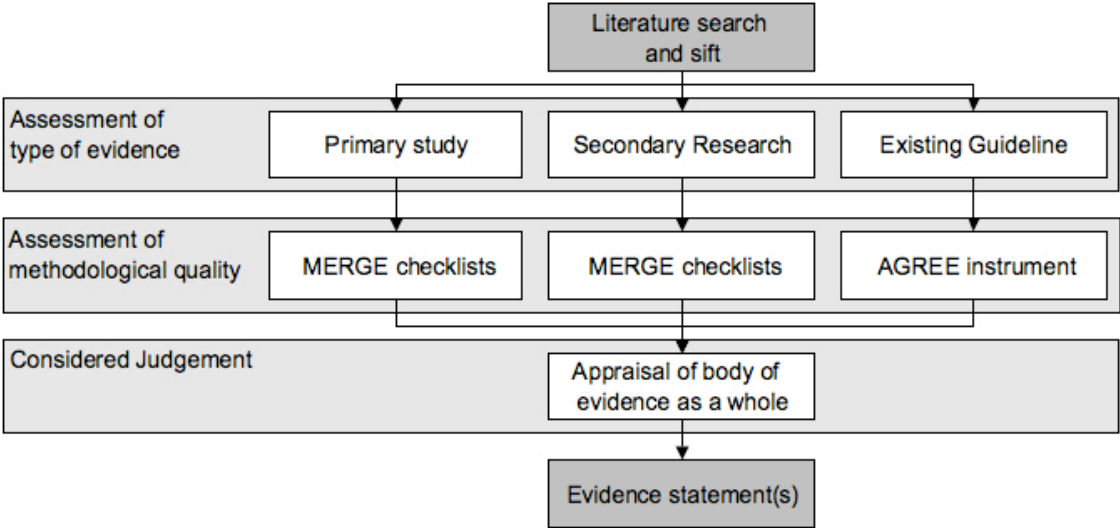 Literature search
and sift
Assessment of
type of evidence
Primary study
Secondary Research
Existing Guideline
Assessment of
methodological quality
MERGE checklists
MERGE checklists
AGREE instrument
Considered Judgement
Appraisal of body of
evidence as a whole
Evidence statement(s)